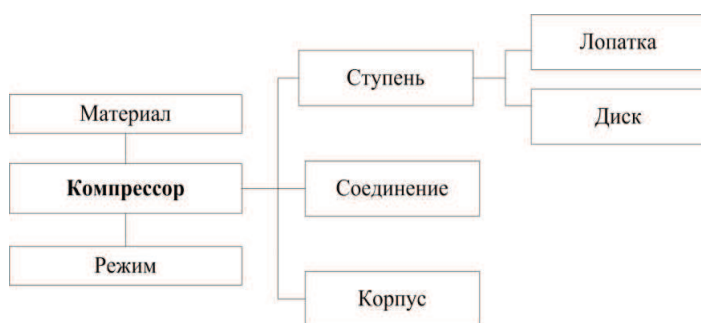 Лопатка
Ступень
Диск
Материал
Компрессор
Соединение
Режим
Корпус